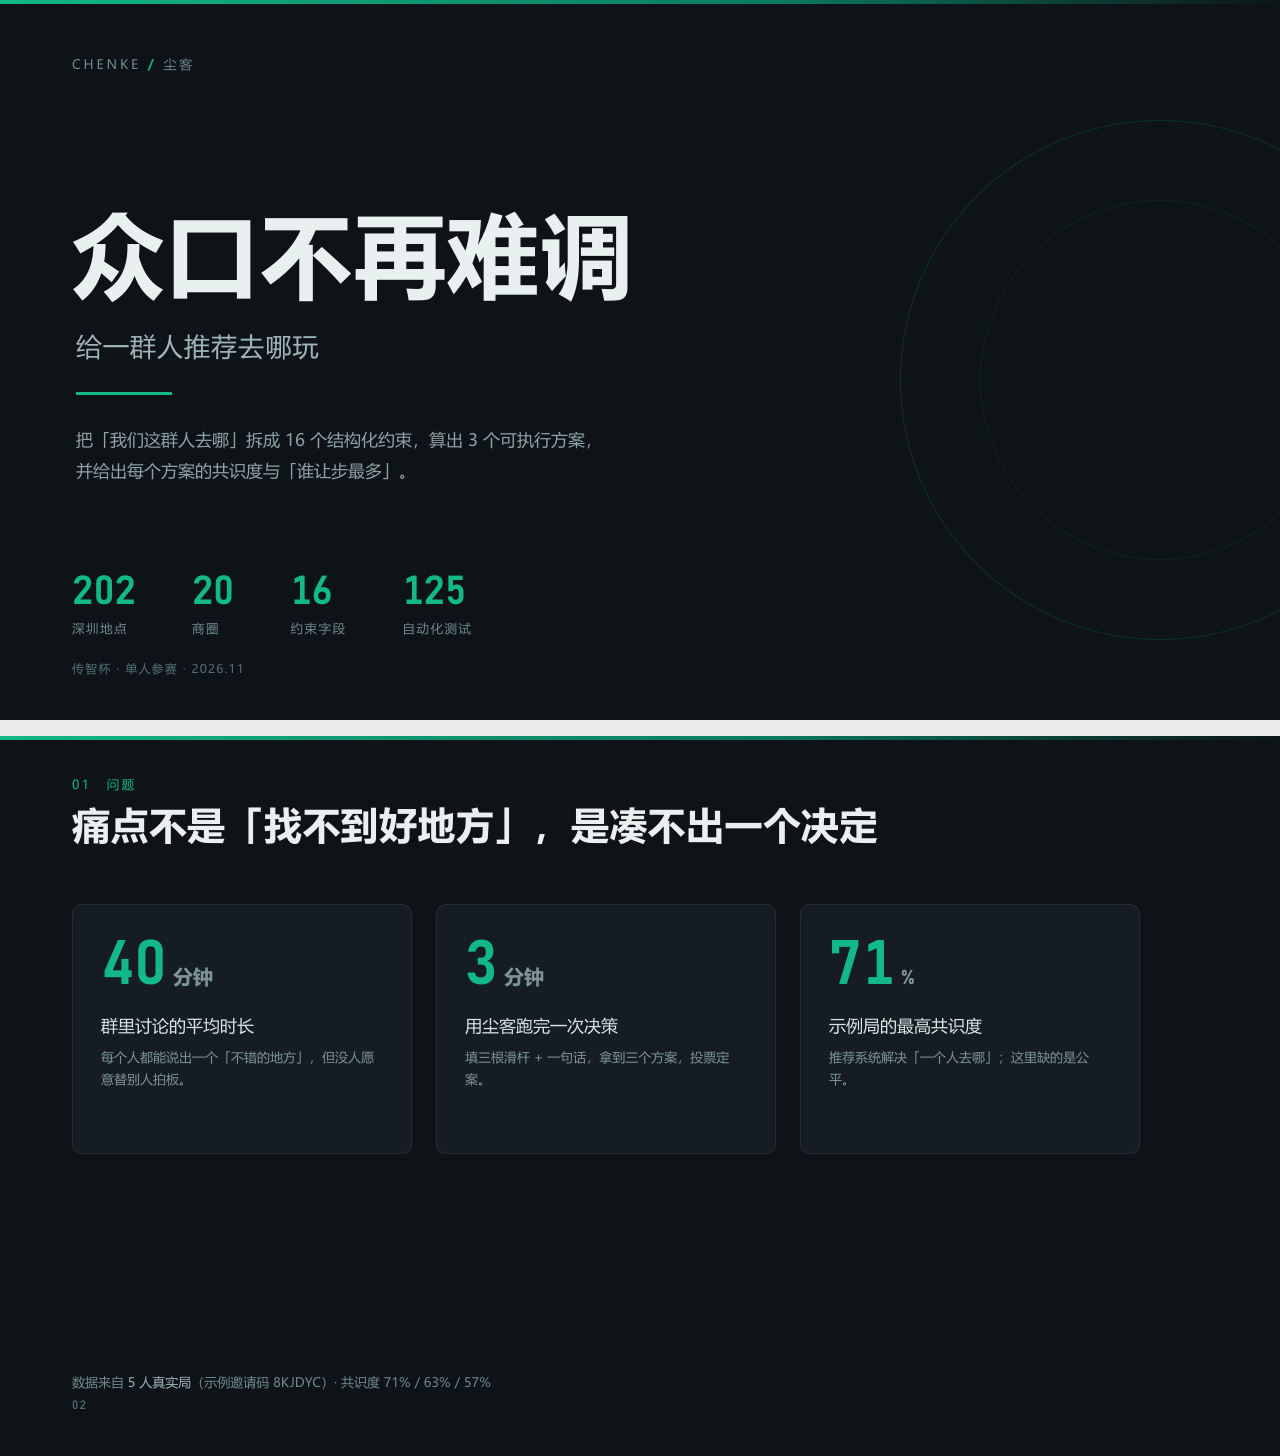 CHENKE / 尘客
众口不再难调
给一群人推荐去哪玩
把「我们这群人去哪」拆成 16 个结构化约束，算出 3 个可执行方案，
并给出每个方案的共识度与「谁让步最多」。
202 20 16 125
深圳地点 商圈 约束字段 自动化测试
传智杯 · 单人参赛 · 2026.11
01 问题
痛点不是「找不到好地方」，是凑不出一个决定
40 分钟
群里讨论的平均时长
每个人都能说出一个「不错的地方」，但没人愿
意替别人拍板。
3 分钟
用尘客跑完一次决策
填三根滑杆 + 一句话，拿到三个方案，投票定
案。
71 %
示例局的最高共识度
推荐系统解决「一个人去哪」；这里缺的是公
平。
数据来自 5 人真实局（示例邀请码 8KJDYC）· 共识度 71% / 63% / 57%
02